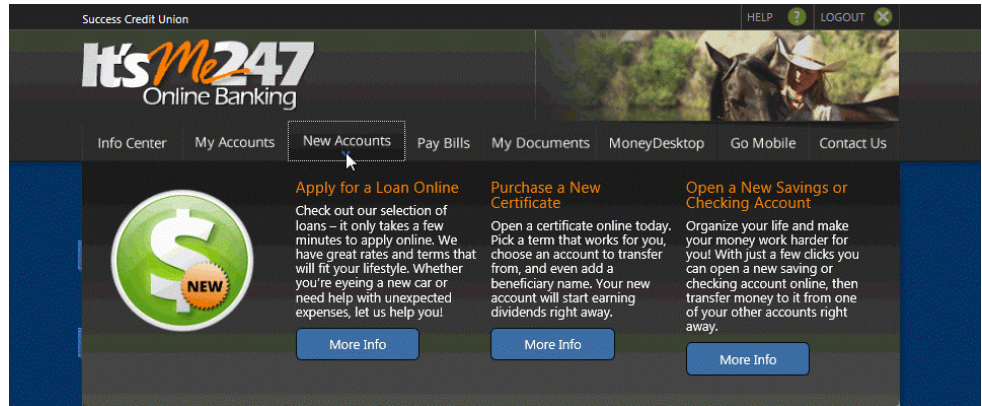 Success Credit Union
HELP ?
LOGOUT
It's Me 247
Online Banking
Info Center
My Accounts
New Accounts
Pay Bills
My Documents
MoneyDesktop
Go Mobile
Contact Us
$
NEW
Apply for a Loan Online
Check out our selection of
loans – it only takes a few
minutes to apply online. We
have great rates and terms that
will fit your lifestyle. Whether
you're eyeing a new car or
need help with unexpected
expenses, let us help you!
More Info
Purchase a New
Certificate
Open a certificate online today.
Pick a term that works for you,
choose an account to transfer
from, and even add a
beneficiary name. Your new
account will start earning
dividends right away.
More Info
Open a New Savings or
Checking Account
Organize your life and make
your money work harder for
you! With just a few clicks you
can open a new saving or
checking account online, then
transfer money to it from one
of your other accounts right
away.
More Info